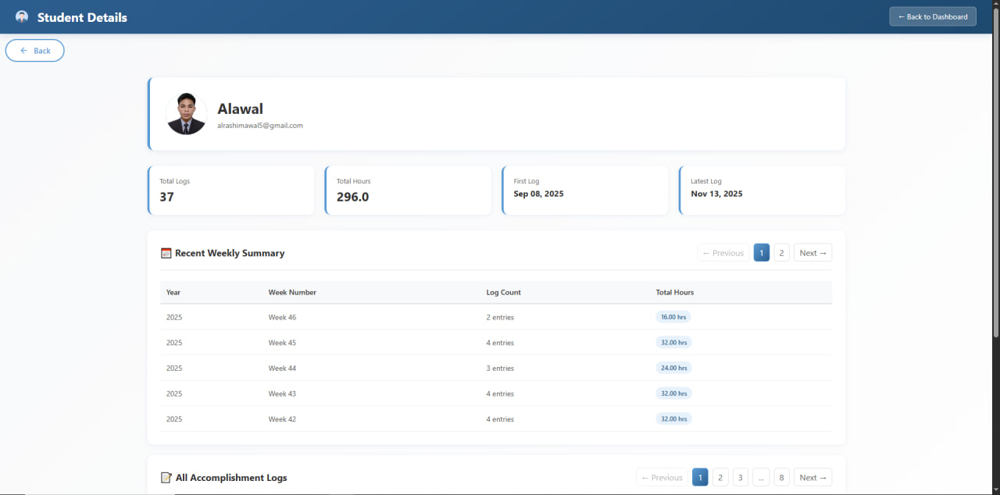 Student Details
← Back to Dashboard
← Back
Alawal
alrashimawal5@gmail.com
Total Logs
37
Total Hours
296.0
First Log
Sep 08, 2025
Latest Log
Nov 13, 2025
Recent Weekly Summary
← Previous 1 2 Next →
Year Week Number Log Count Total Hours
2025 Week 46 2 entries 16.00 hrs
2025 Week 45 4 entries 32.00 hrs
2025 Week 44 3 entries 24.00 hrs
2025 Week 43 4 entries 32.00 hrs
2025 Week 42 4 entries 32.00 hrs
All Accomplishment Logs
← Previous 1 2 3 ... 8 Next →